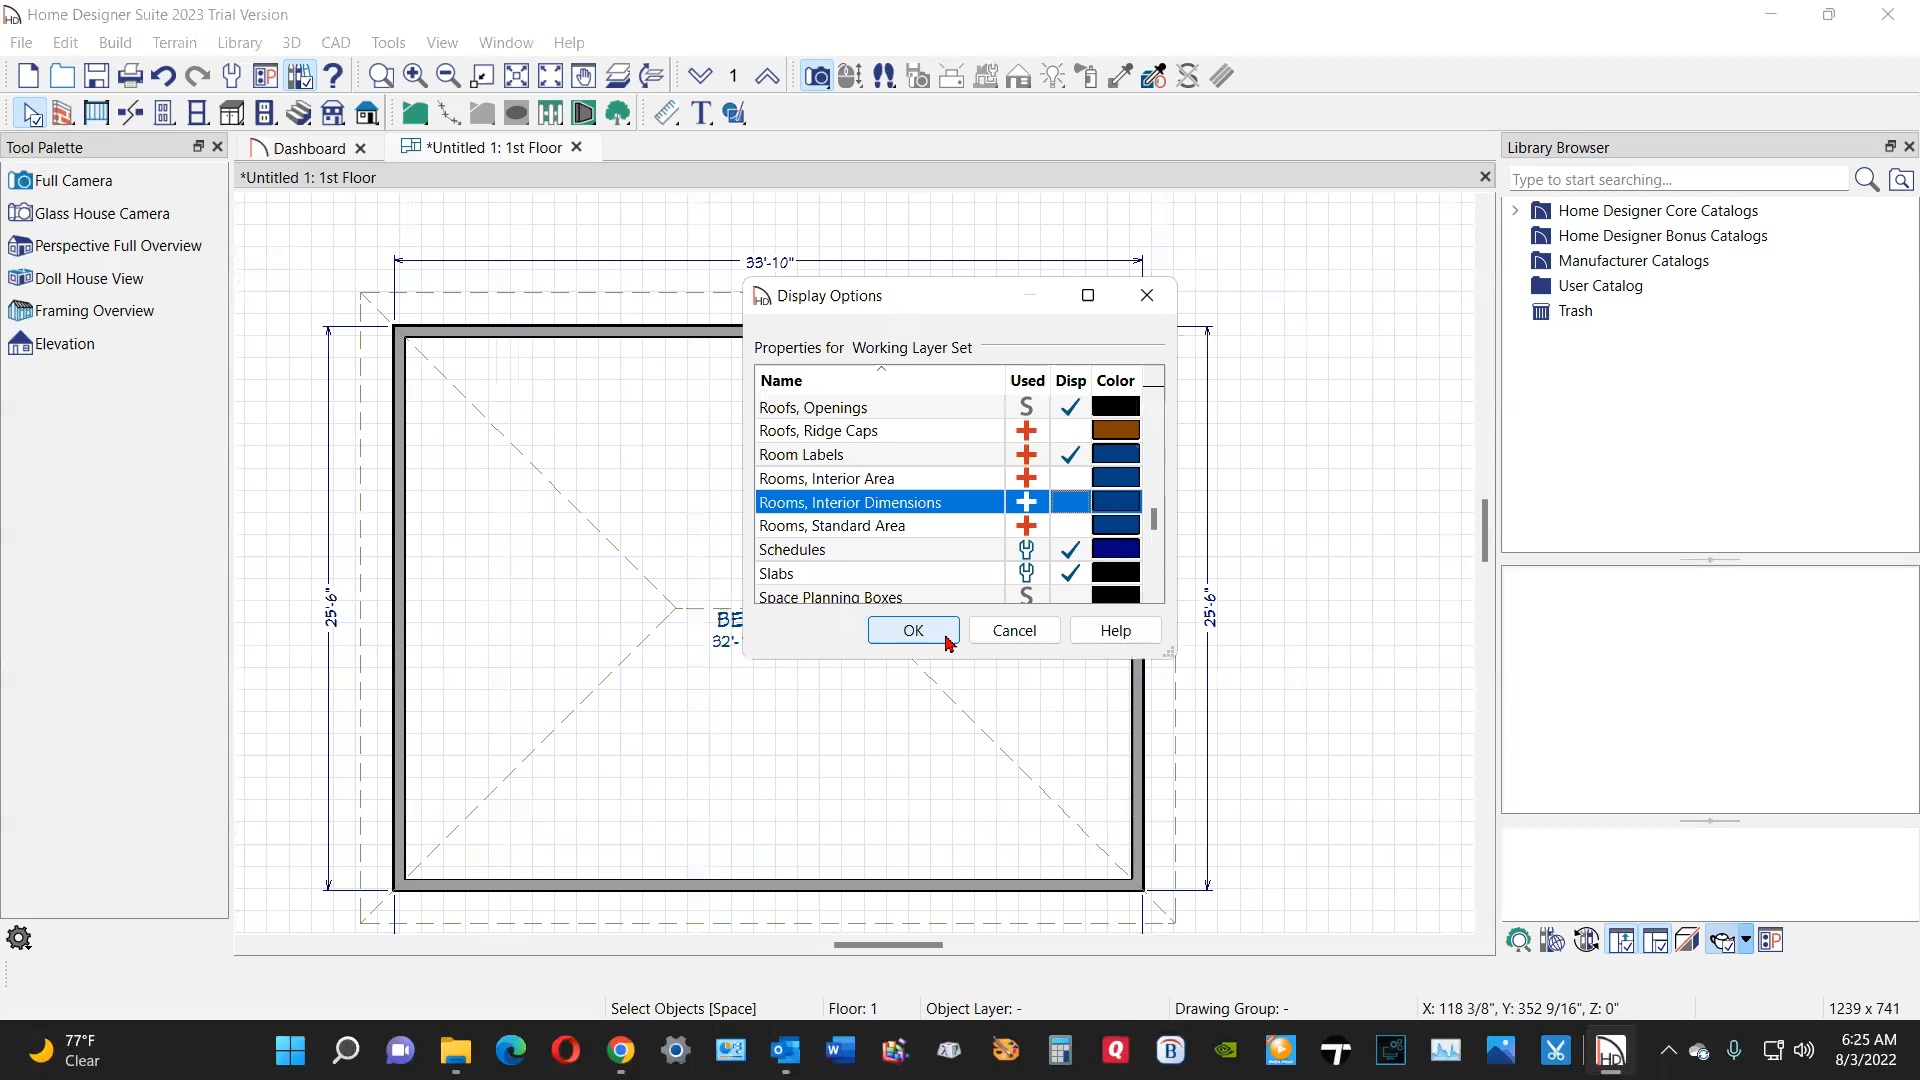 Home Designer Suite 2023 Trial Version
File Edit Build Terrain Library 3D CAD Tools View Window Help
1
Tool Palette
Full Camera
Glass House Camera
Perspective Full Overview
Doll House View
Framing Overview
Elevation
Dashboard
*Untitled 1: 1st Floor
*Untitled 1: 1st Floor
33'-10"
25'-6"
25'-6"
BE
32'-
HD
Display Options
Properties for Working Layer Set
Name Used Disp Color
Roofs, Openings S
Roofs, Ridge Caps
Room Labels
Rooms, Interior Area
Rooms, Interior Dimensions
Rooms, Standard Area
Schedules
Slabs
Space Planning Boxes S
OK Cancel Help
Library Browser
Type to start searching...
Home Designer Core Catalogs
Home Designer Bonus Catalogs
Manufacturer Catalogs
User Catalog
Trash
Select Objects [Space] Floor: 1 Object Layer: - Drawing Group: - X: 118 3/8", Y: 352 9/16", Z: 0" 1239 x 741
77°F
Clear
HD
6:25 AM
8/3/2022